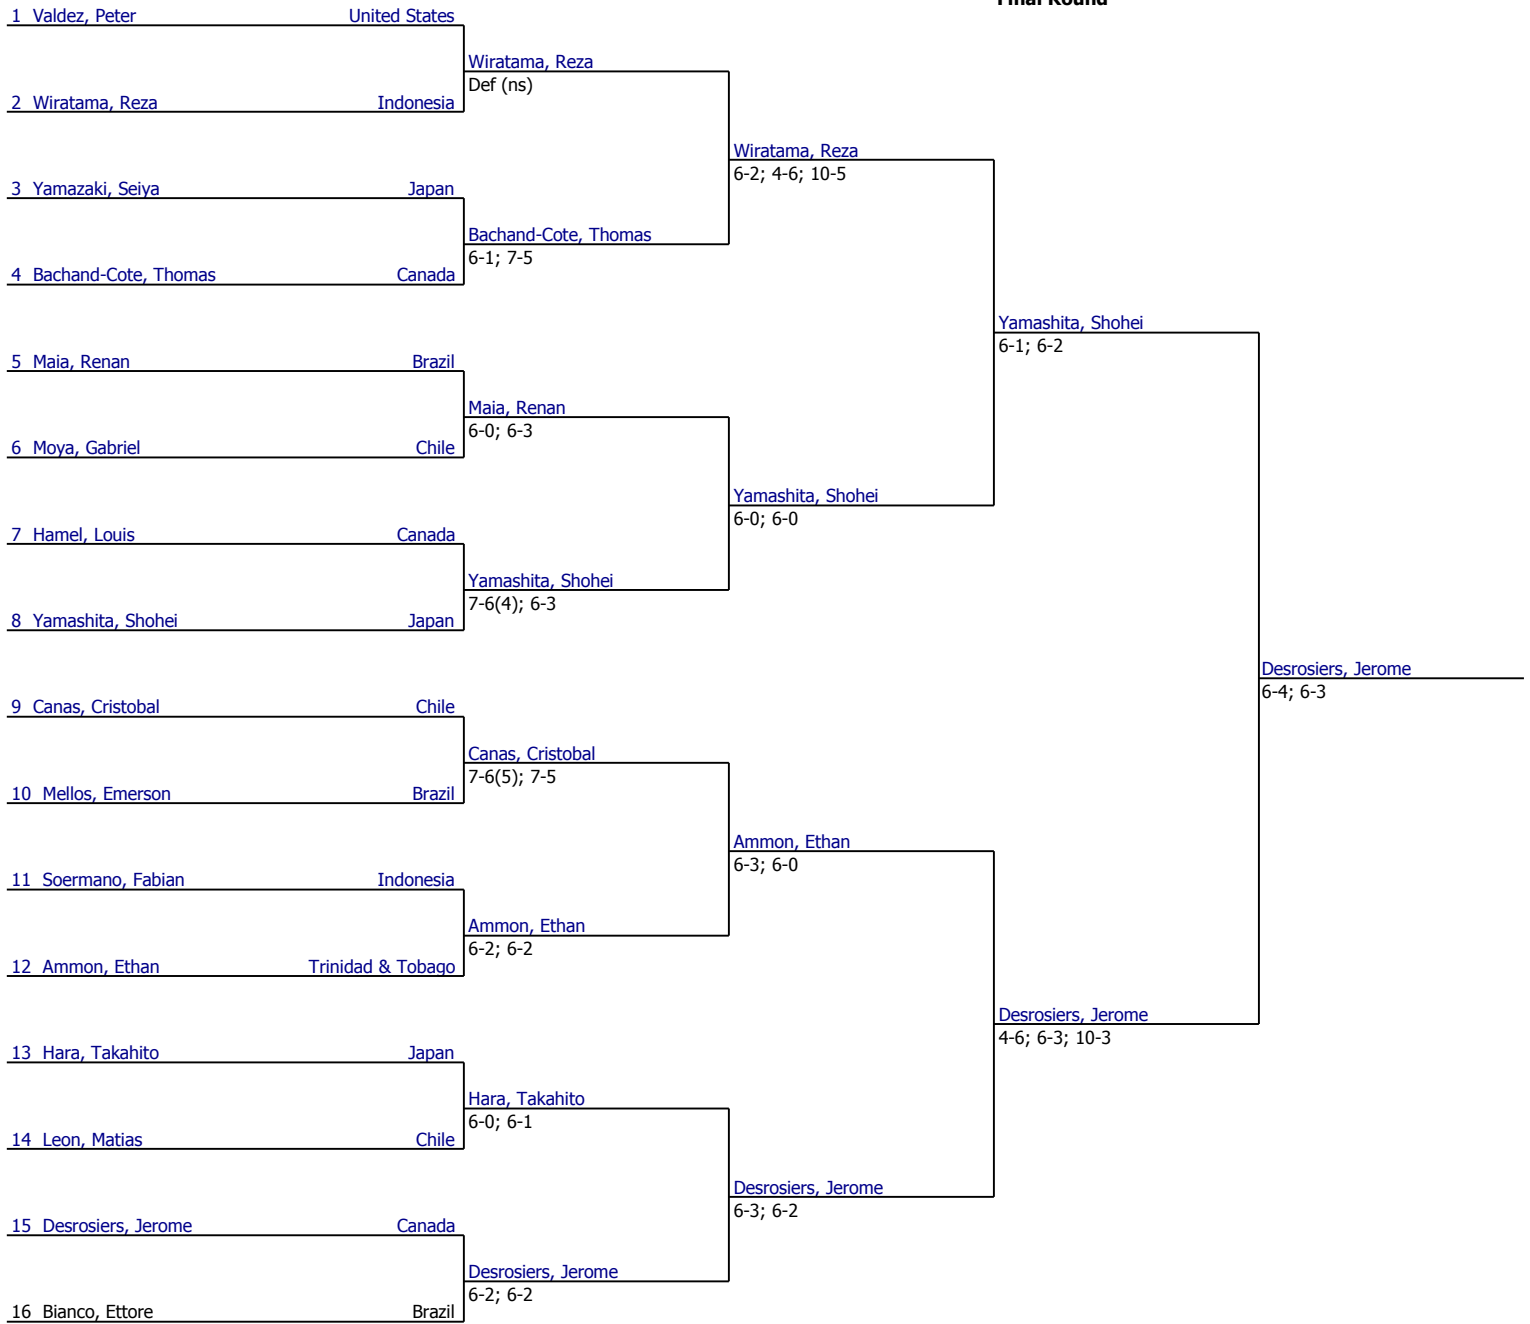 Final Round
1 Valdez, Peter United States
Wiratama, Reza
Def (ns)
2 Wiratama, Reza Indonesia
Wiratama, Reza
6-2; 4-6; 10-5
3 Yamazaki, Seiya Japan
Bachand-Cote, Thomas
6-1; 7-5
4 Bachand-Cote, Thomas Canada
Yamashita, Shohei
6-1; 6-2
5 Maia, Renan Brazil
Maia, Renan
6-0; 6-3
6 Moya, Gabriel Chile
Yamashita, Shohei
6-0; 6-0
7 Hamel, Louis Canada
Yamashita, Shohei
7-6(4); 6-3
8 Yamashita, Shohei Japan
Desrosiers, Jerome
6-4; 6-3
9 Canas, Cristobal Chile
Canas, Cristobal
7-6(5); 7-5
10 Mellos, Emerson Brazil
Ammon, Ethan
6-3; 6-0
11 Soermano, Fabian Indonesia
Ammon, Ethan
6-2; 6-2
12 Ammon, Ethan Trinidad & Tobago
Desrosiers, Jerome
4-6; 6-3; 10-3
13 Hara, Takahito Japan
Hara, Takahito
6-0; 6-1
14 Leon, Matias Chile
Desrosiers, Jerome
6-3; 6-2
15 Desrosiers, Jerome Canada
Desrosiers, Jerome
6-2; 6-2
16 Bianco, Ettore Brazil